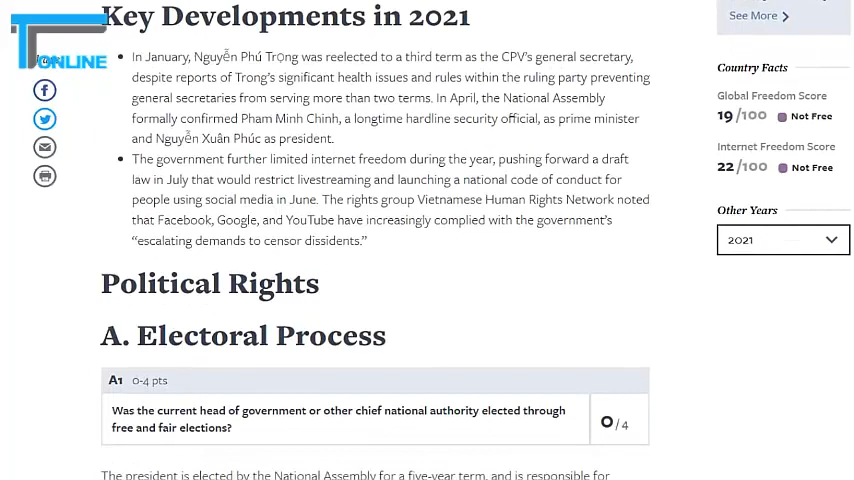 Key Developments in 2021
ONLINE
In January, Nguyễn Phú Trọng was reelected to a third term as the CPV's general secretary,
despite reports of Trong's significant health issues and rules within the ruling party preventing
general secretaries from serving more than two terms. In April, the National Assembly
formally confirmed Pham Minh Chinh, a longtime hardline security official, as prime minister
and Nguyễn Xuân Phúc as president.
The government further limited internet freedom during the year, pushing forward a draft
law in July that would restrict livestreaming and launching a national code of conduct for
people using social media in June. The rights group Vietnamese Human Rights Network noted
that Facebook, Google, and YouTube have increasingly complied with the government's
"escalating demands to censor dissidents."
Political Rights
A. Electoral Process
A1 0-4 pts
Was the current head of government or other chief national authority elected through
free and fair elections?
0 / 4
The president is elected by the National Assembly for a five-year term, and is responsible for
See More
Country Facts
Global Freedom Score
19 /100 Not Free
Internet Freedom Score
22 /100 Not Free
Other Years
2021